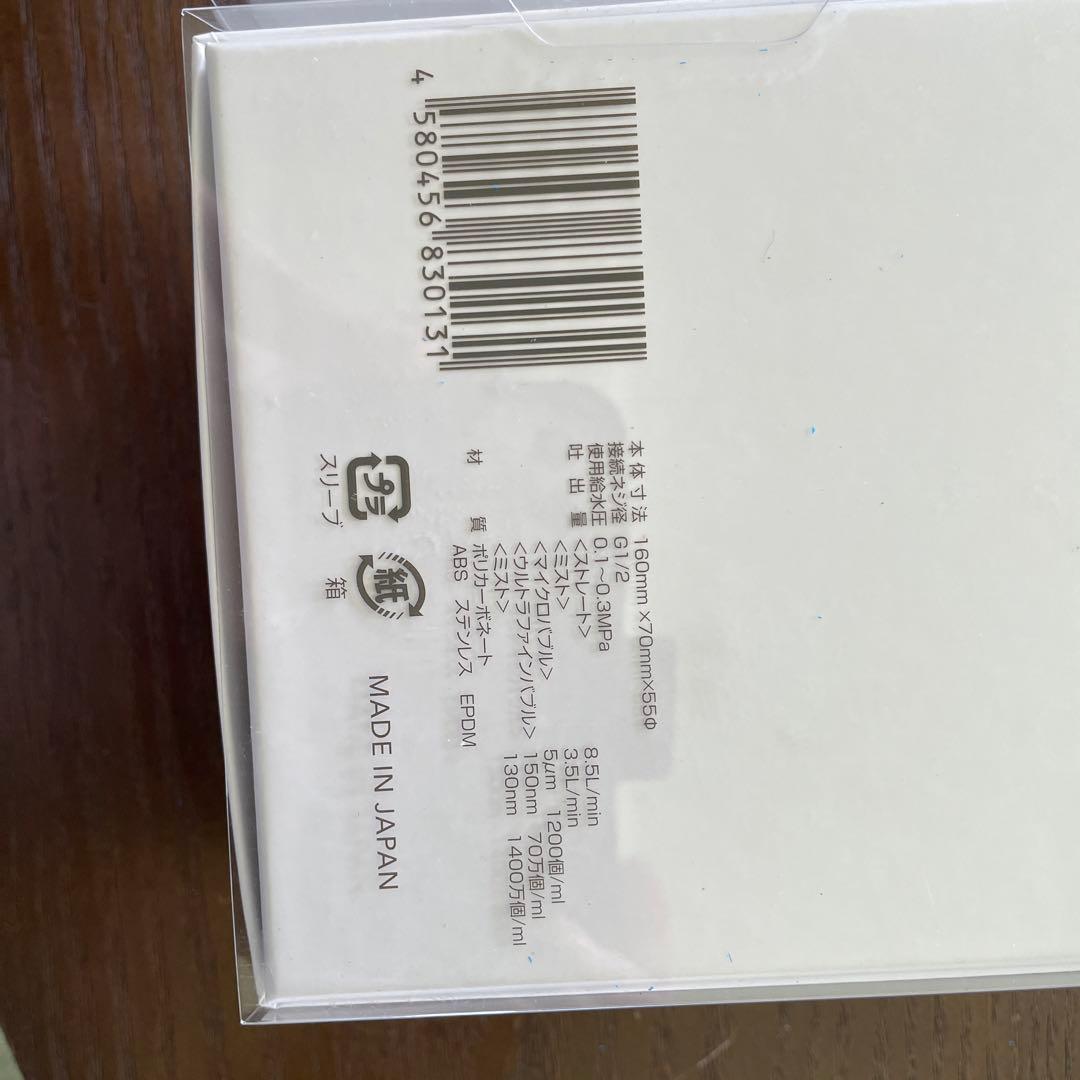 本体寸法 160mm ×70mm×55Φ
接続ネジ径 G1/2
使用給水圧 0.1〜0.3MPa
吐出量 <ストレート> 8.5L/min
<ミスト> 3.5L/min
<マイクロバブル> 5μm 1200個/ml
<ウルトラファインバブル> 150nm 70万個/ml
<ミスト> 130nm 1400万個/ml
材質 ポリカーボネート
ABS ステンレス EPDM
4 580456 830131
プラ
スリーブ
紙
箱
MADE IN JAPAN